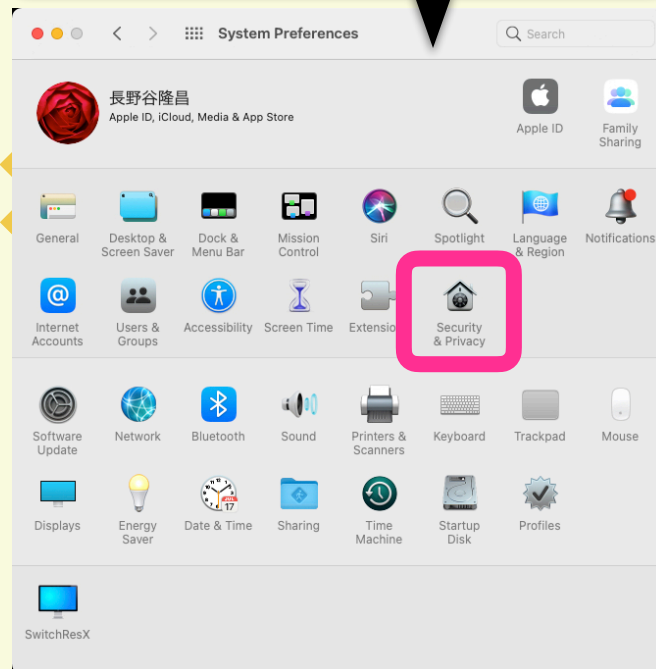 System Preferences
Search
長野谷隆昌
Apple ID, iCloud, Media & App Store
Apple ID
Family
Sharing
General
Desktop &
Screen Saver
Dock &
Menu Bar
Mission
Control
Siri
Spotlight
Language
& Region
Notifications
Internet
Accounts
Users &
Groups
Accessibility
Screen Time
Extensio
Security
& Privacy
Software
Update
Network
Bluetooth
Sound
Printers &
Scanners
Keyboard
Trackpad
Mouse
Displays
Energy
Saver
JUL
17
Date & Time
Sharing
Time
Machine
Startup
Disk
Profiles
SwitchResX